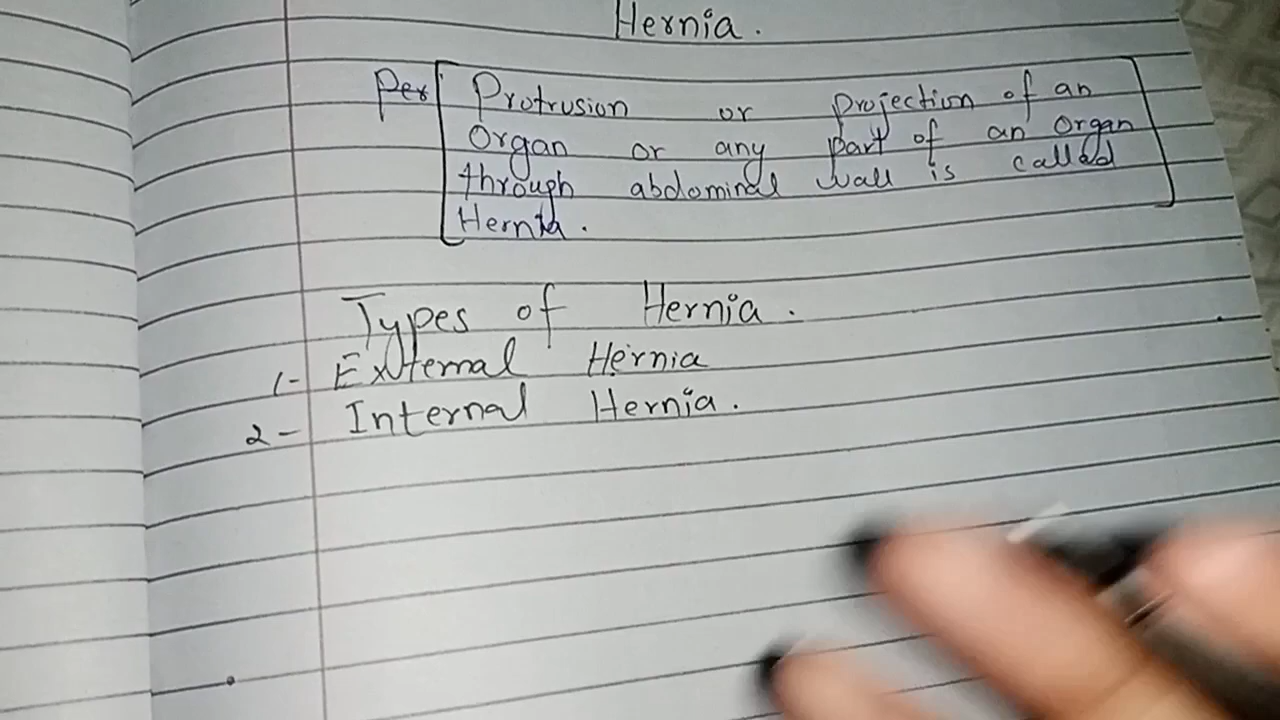 Hernia.
Per [Protrusion or projection of an
Organ or any part of an organ
through abdominal wall is called
Hernia.]
Types of Hernia.
1- External Hernia
2- Internal Hernia.